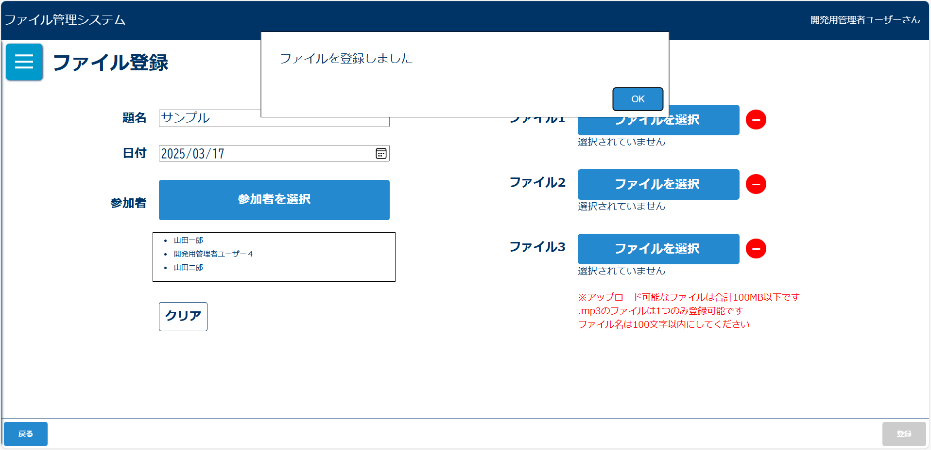 ファイル管理システム
開発用管理者ユーザーさん
ファイル登録
ファイルを登録しました
OK
題名
サンプル
日付
2025/03/17
参加者
参加者を選択
山田一郎
開発用管理者ユーザー4
山田二郎
クリア
ファイル1
ファイルを選択
選択されていません
ファイル2
ファイルを選択
選択されていません
ファイル3
ファイルを選択
選択されていません
※アップロード可能なファイルは合計100MB以下です
.mp3のファイルは1つのみ登録可能です
ファイル名は100文字以内にしてください
戻る
登録